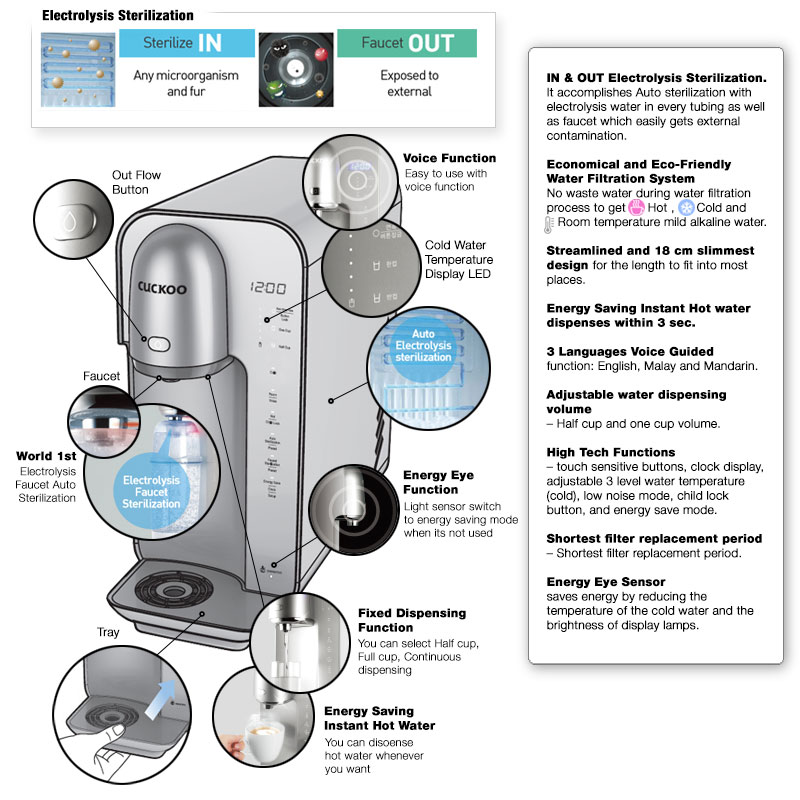 Electrolysis Sterilization
Sterilize IN
Any microorganism
and fur
Faucet OUT
Exposed to
external
Out Flow
Button
Voice Function
Easy to use with
voice function
Cold Water
Temperature
Display LED
CUCKOO
12:00
Auto
Electrolysis
sterilization
Faucet
World 1st
Electrolysis
Faucet Auto
Sterilization
Electrolysis
Faucet
Sterilization
Energy Eye
Function
Light sensor switch
to energy saving mode
when its not used
Fixed Dispensing
Function
You can select Half cup,
Full cup, Continuous
dispensing
Tray
Energy Saving
Instant Hot Water
You can disoense
hot water whenever
you want
IN & OUT Electrolysis Sterilization.
It accomplishes Auto sterilization with
electrolysis water in every tubing as well
as faucet which easily gets external
contamination.
Economical and Eco-Friendly
Water Filtration System
No waste water during water filtration
process to get Hot , Cold and
Room temperature mild alkaline water.
Streamlined and 18 cm slimmest
design for the length to fit into most
places.
Energy Saving Instant Hot water
dispenses within 3 sec.
3 Languages Voice Guided
function: English, Malay and Mandarin.
Adjustable water dispensing
volume
– Half cup and one cup volume.
High Tech Functions
– touch sensitive buttons, clock display,
adjustable 3 level water temperature
(cold), low noise mode, child lock
button, and energy save mode.
Shortest filter replacement period
– Shortest filter replacement period.
Energy Eye Sensor
saves energy by reducing the
temperature of the cold water and the
brightness of display lamps.